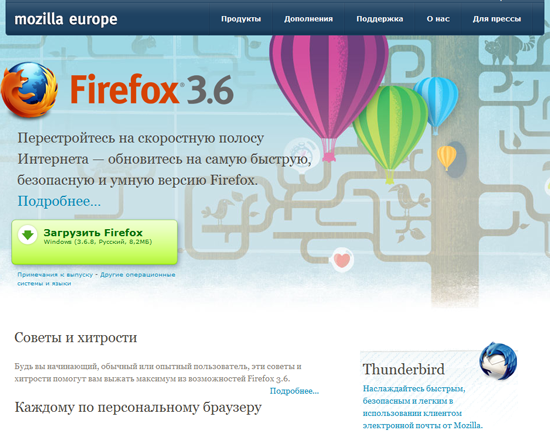 mozilla europe
Продукты Дополнения Поддержка О нас Для прессы
Firefox® 3.6
Перестройтесь на скоростную полосу
Интернета — обновитесь на самую быструю,
безопасную и умную версию Firefox.
Подробнее...
Загрузить Firefox
Windows (3.6.8, Русский, 8.2МБ)
Примечания к выпуску - Другие операционные
системы и языки
Советы и хитрости
Будь вы начинающий, обычный или опытный пользователь, эти советы и
хитрости помогут вам выжать максимум из возможностей Firefox 3.6.
Подробнее...
Каждому по персональному браузеру
Thunderbird
Наслаждайтесь быстрым,
безопасным и легким в
использовании клиентом
электронной почты от Mozilla.